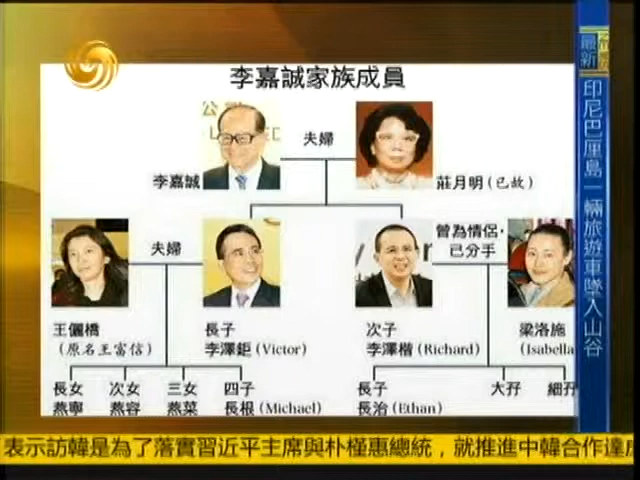 李嘉誠家族成員
夫婦
李嘉誠
莊月明(已故)
夫婦
曾為情侶,
已分手
王儷橋
(原名王富信)
長子
李澤鉅(Victor)
次子
李澤楷(Richard)
梁洛施
(Isabella
長女
燕寧
次女
燕容
三女
燕菜
四子
長根(Michael)
長子
長治(Ethan)
大孖
細孖
最新
印尼巴厘島一輛旅遊車墜入山谷
表示訪韓是為了落實習近平主席與朴槿惠總統,就推進中韓合作達成